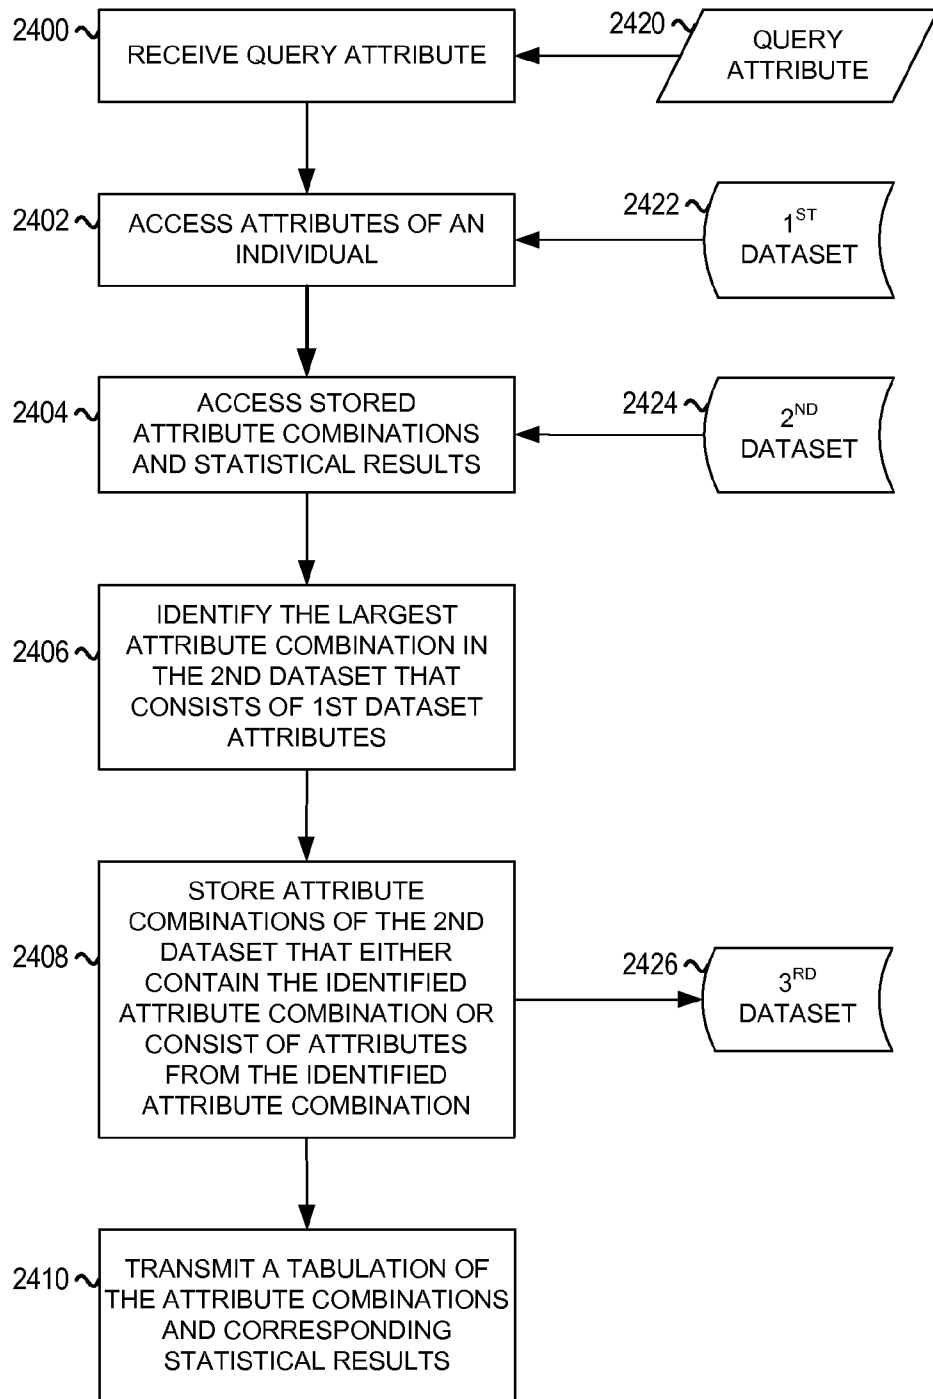 2400
RECEIVE QUERY ATTRIBUTE
2420
QUERY
ATTRIBUTE
2402
ACCESS ATTRIBUTES OF AN
INDIVIDUAL
2422
1ST
DATASET
2404
ACCESS STORED
ATTRIBUTE COMBINATIONS
AND STATISTICAL RESULTS
2424
2ND
DATASET
2406
IDENTIFY THE LARGEST
ATTRIBUTE COMBINATION IN
THE 2ND DATASET THAT
CONSISTS OF 1ST DATASET
ATTRIBUTES
2408
STORE ATTRIBUTE
COMBINATIONS OF THE 2ND
DATASET THAT EITHER
CONTAIN THE IDENTIFIED
ATTRIBUTE COMBINATION OR
CONSIST OF ATTRIBUTES
FROM THE IDENTIFIED
ATTRIBUTE COMBINATION
2426
3RD
DATASET
2410
TRANSMIT A TABULATION OF
THE ATTRIBUTE COMBINATIONS
AND CORRESPONDING
STATISTICAL RESULTS